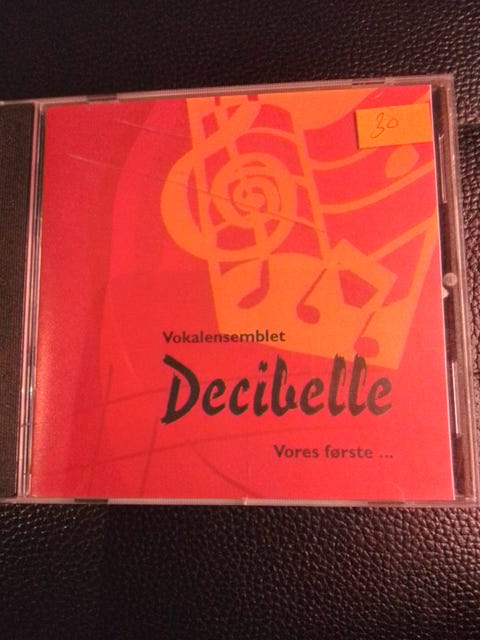 30
Vokalensemblet
Decibelle
Vores første ...